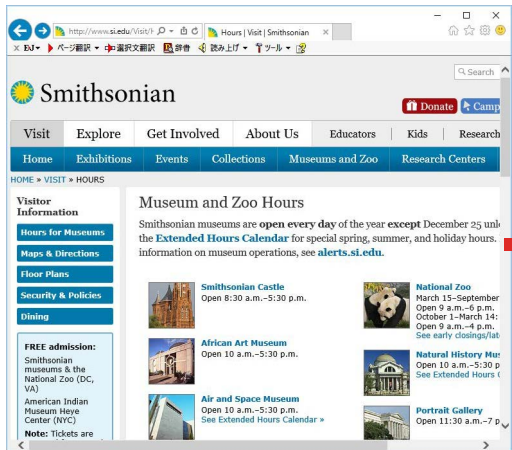 http://www.si.edu/Visit/
Hours | Visit | Smithsonian
ページ翻訳
選択文翻訳
辞書
読み上げ
ツール
Search
Smithsonian
Donate
Camp
Visit Explore Get Involved About Us Educators Kids Research
Home Exhibitions Events Collections Museums and Zoo Research Centers
HOME » VISIT » HOURS
Visitor
Information
Hours for Museums
Maps & Directions
Floor Plans
Security & Policies
Dining
FREE admission:
Smithsonian
museums & the
National Zoo (DC,
VA)
American Indian
Museum Heye
Center (NYC)
Note: Tickets are
Museum and Zoo Hours
Smithsonian museums are open every day of the year except December 25 unl
the Extended Hours Calendar for special spring, summer, and holiday hours.
information on museum operations, see alerts.si.edu.
Smithsonian Castle
Open 8:30 a.m.–5:30 p.m.
African Art Museum
Open 10 a.m.–5:30 p.m.
Air and Space Museum
Open 10 a.m.–5:30 p.m.
See Extended Hours Calendar »
National Zoo
March 15–September
Open 9 a.m.–6 p.m.
October 1–March 14:
Open 9 a.m.–4 p.m.
See early closings/lat
Natural History Mus
Open 10 a.m.–5:30 p
See Extended Hours C
Portrait Gallery
Open 11:30 a.m.–7 p